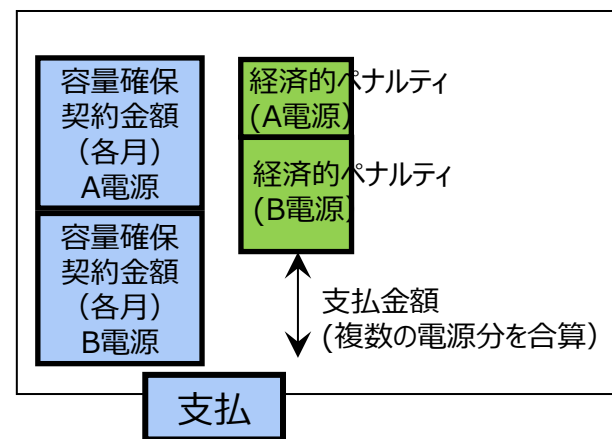 容量確保
契約金額
（各月）
A電源
容量確保
契約金額
（各月）
B電源
経済的ペナルティ
(A電源）
経済的ペナルティ
(B電源）
支払金額
(複数の電源分を合算）
支払